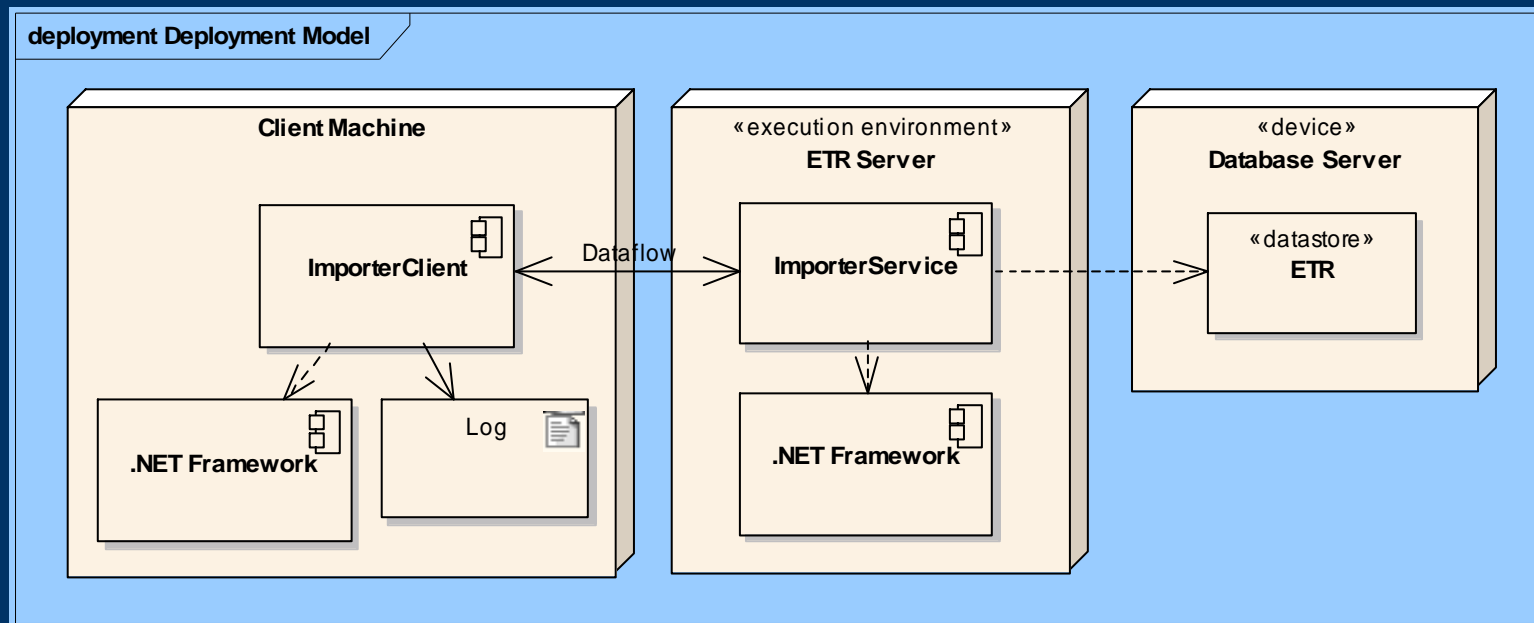 deployment Deployment Model
Client Machine
ImporterClient
.NET Framework
Log
Dataflow
«execution environment»
ETR Server
ImporterService
.NET Framework
«device»
Database Server
«datastore»
ETR